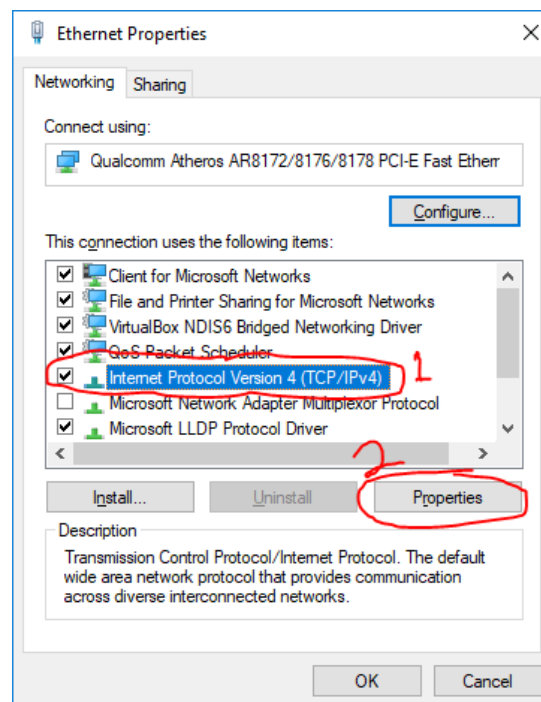 Ethernet Properties
Networking
Sharing
Connect using:
Qualcomm Atheros AR8172/8176/8178 PCI-E Fast Etherr
Configure...
This connection uses the following items:
Client for Microsoft Networks
File and Printer Sharing for Microsoft Networks
VirtualBox NDIS6 Bridged Networking Driver
QoS Packet Scheduler
Internet Protocol Version 4 (TCP/IPv4) 1
Microsoft Network Adapter Multiplexor Protocol
Microsoft LLDP Protocol Driver
2
Install...
Uninstall
Properties
Description
Transmission Control Protocol/Internet Protocol. The default
wide area network protocol that provides communication
across diverse interconnected networks.
OK
Cancel